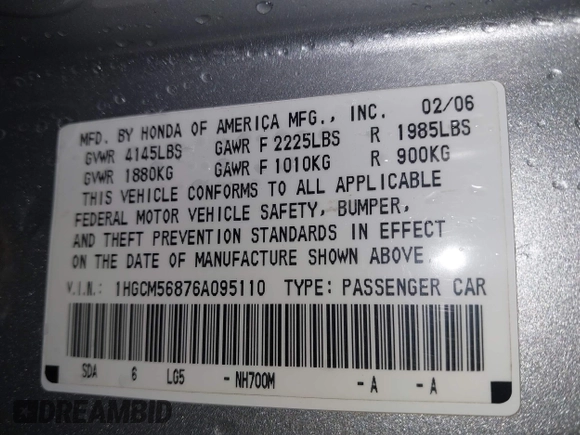 MFD. BY HONDA OF AMERICA MFG., INC. 02/06
GVWR 4145LBS GAWR F 2225LBS R 1985LBS
GVWR 1880KG GAWR F 1010KG R 900KG
THIS VEHICLE CONFORMS TO ALL APPLICABLE
FEDERAL MOTOR VEHICLE SAFETY, BUMPER,
AND THEFT PREVENTION STANDARDS IN EFFECT
ON THE DATE OF MANUFACTURE SHOWN ABOVE.
V.I.N.: 1HGCM56876A095110 TYPE: PASSENGER CAR
SDA 6 LG5 -NH700M -A -A
DREAMBID